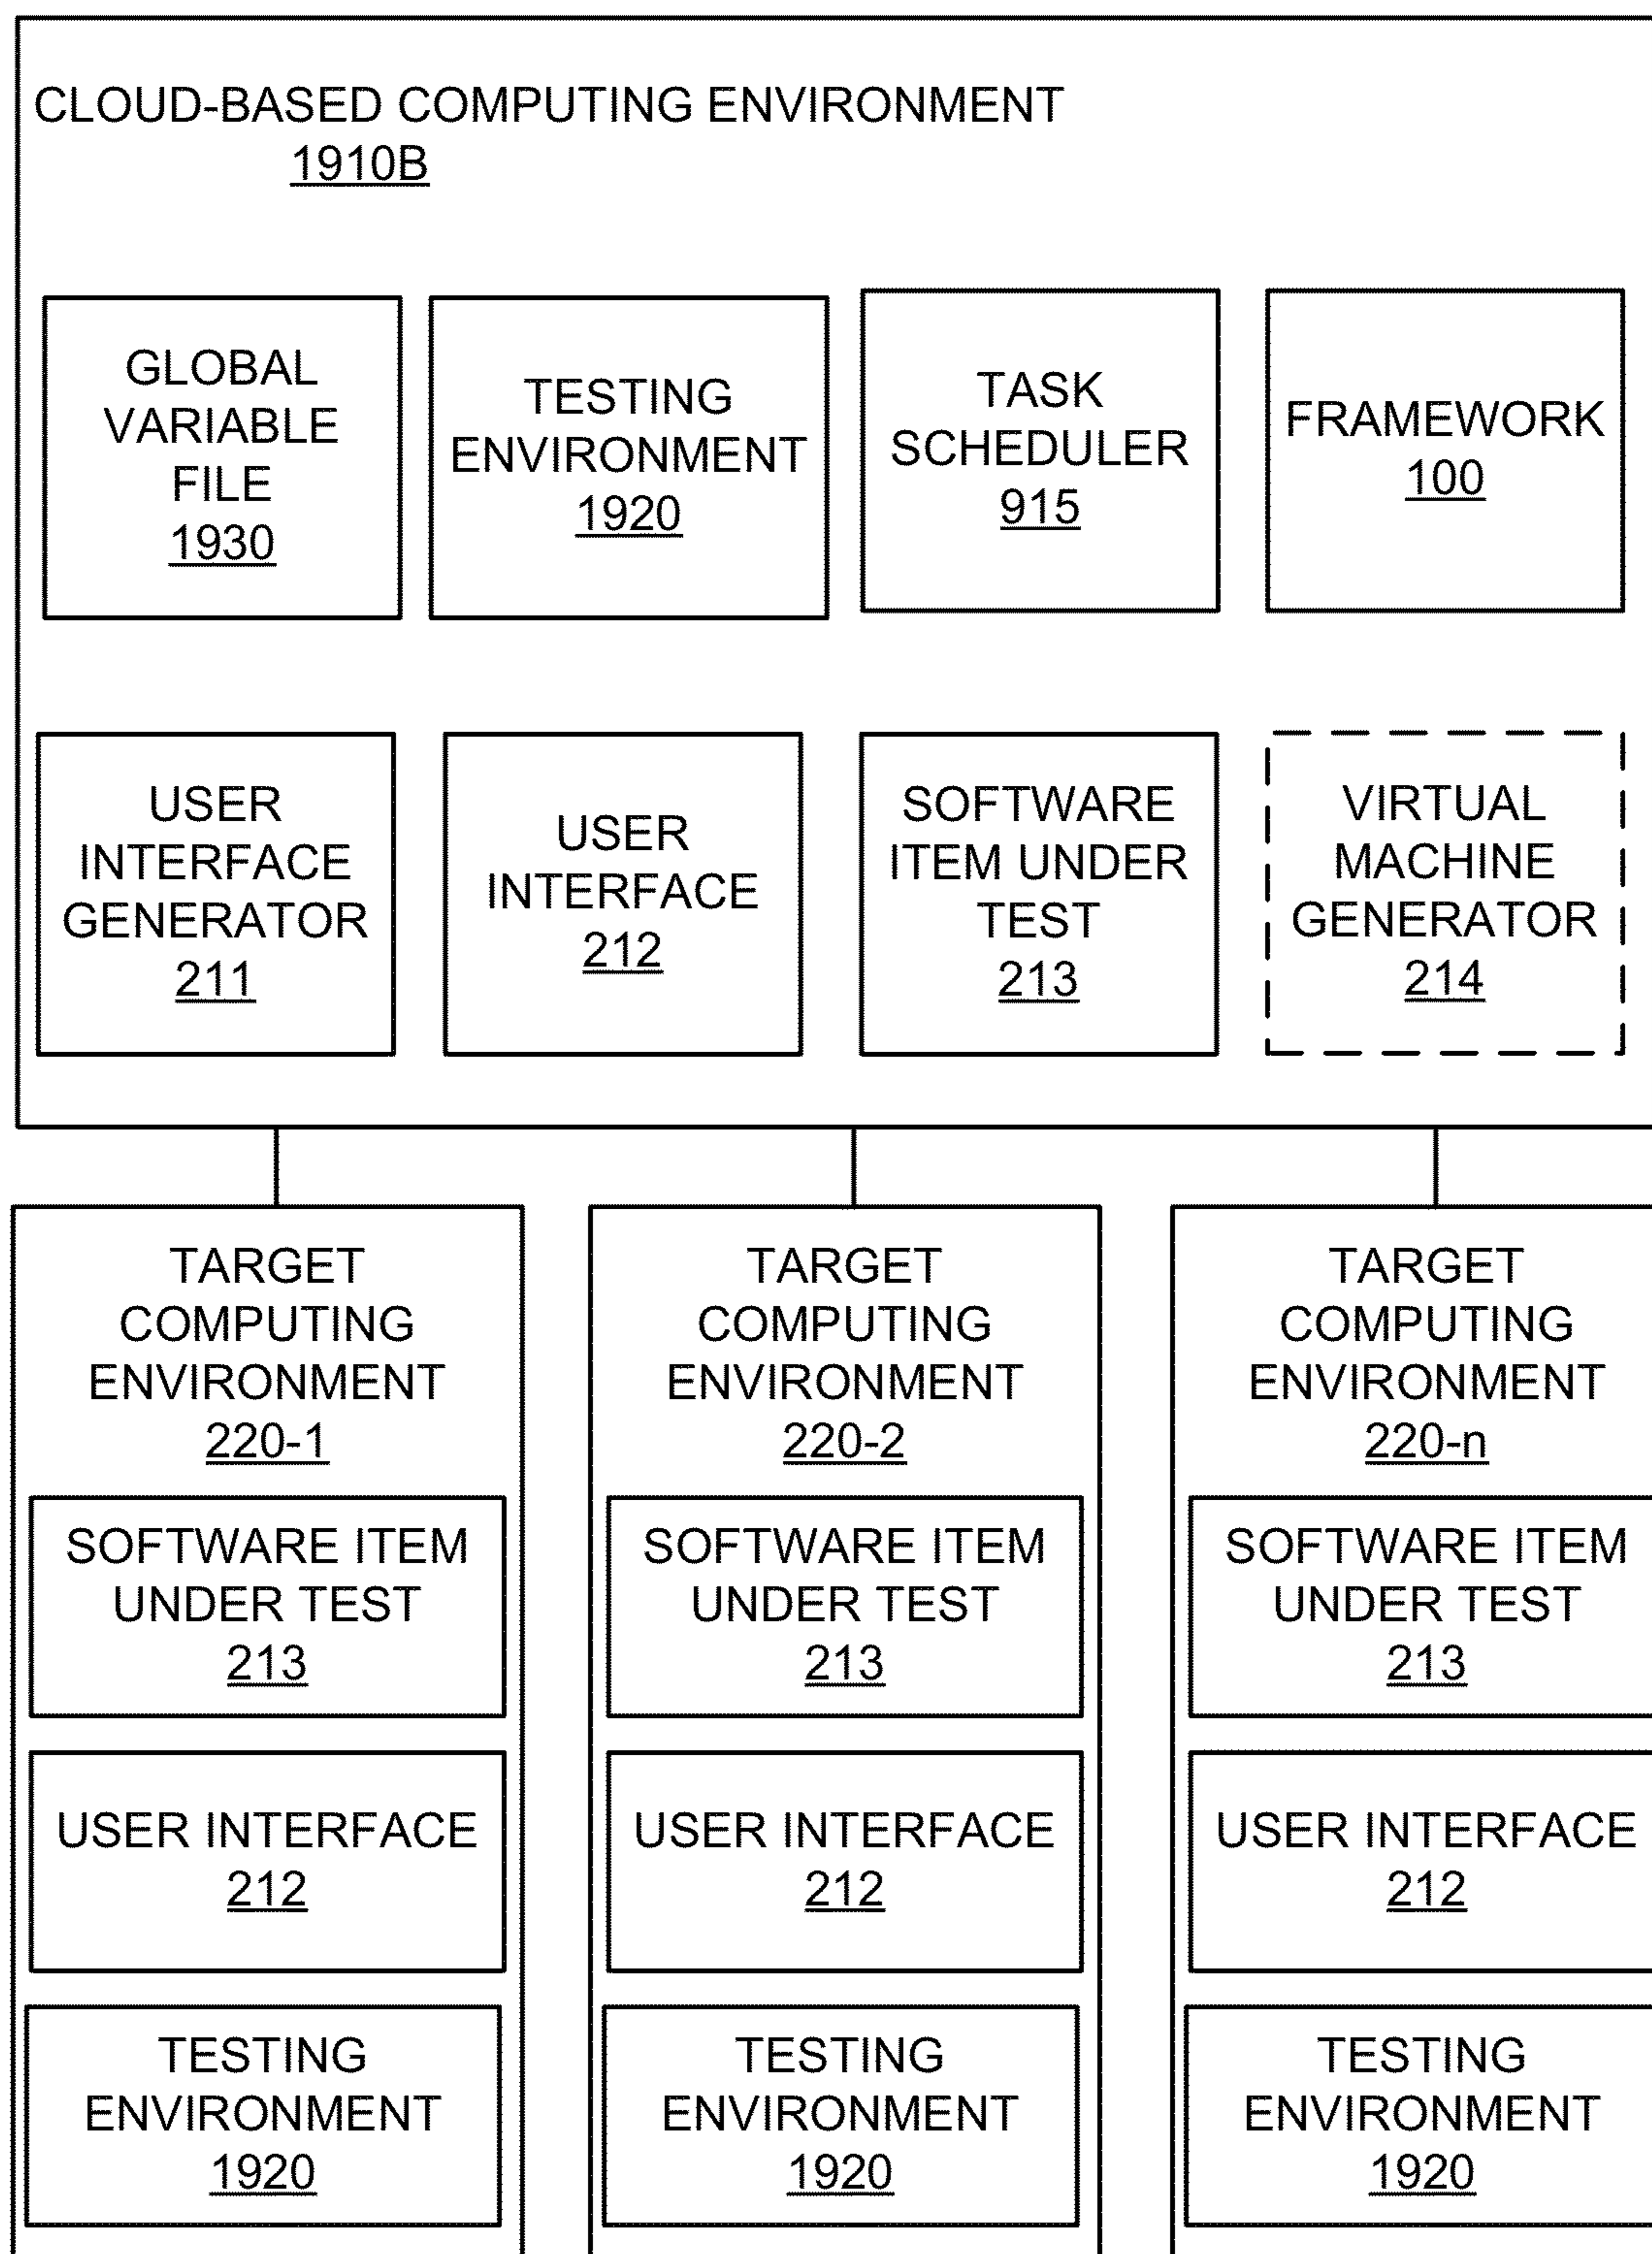 CLOUD-BASED COMPUTING ENVIRONMENT
1910B
GLOBAL
VARIABLE
FILE
1930
TESTING
ENVIRONMENT
1920
TASK
SCHEDULER
915
FRAMEWORK
100
USER
INTERFACE
GENERATOR
211
USER
INTERFACE
212
SOFTWARE
ITEM UNDER
TEST
213
VIRTUAL
MACHINE
GENERATOR
214
TARGET
COMPUTING
ENVIRONMENT
220-1
SOFTWARE ITEM
UNDER TEST
213
USER INTERFACE
212
TESTING
ENVIRONMENT
1920
TARGET
COMPUTING
ENVIRONMENT
220-2
SOFTWARE ITEM
UNDER TEST
213
USER INTERFACE
212
TESTING
ENVIRONMENT
1920
TARGET
COMPUTING
ENVIRONMENT
220-n
SOFTWARE ITEM
UNDER TEST
213
USER INTERFACE
212
TESTING
ENVIRONMENT
1920